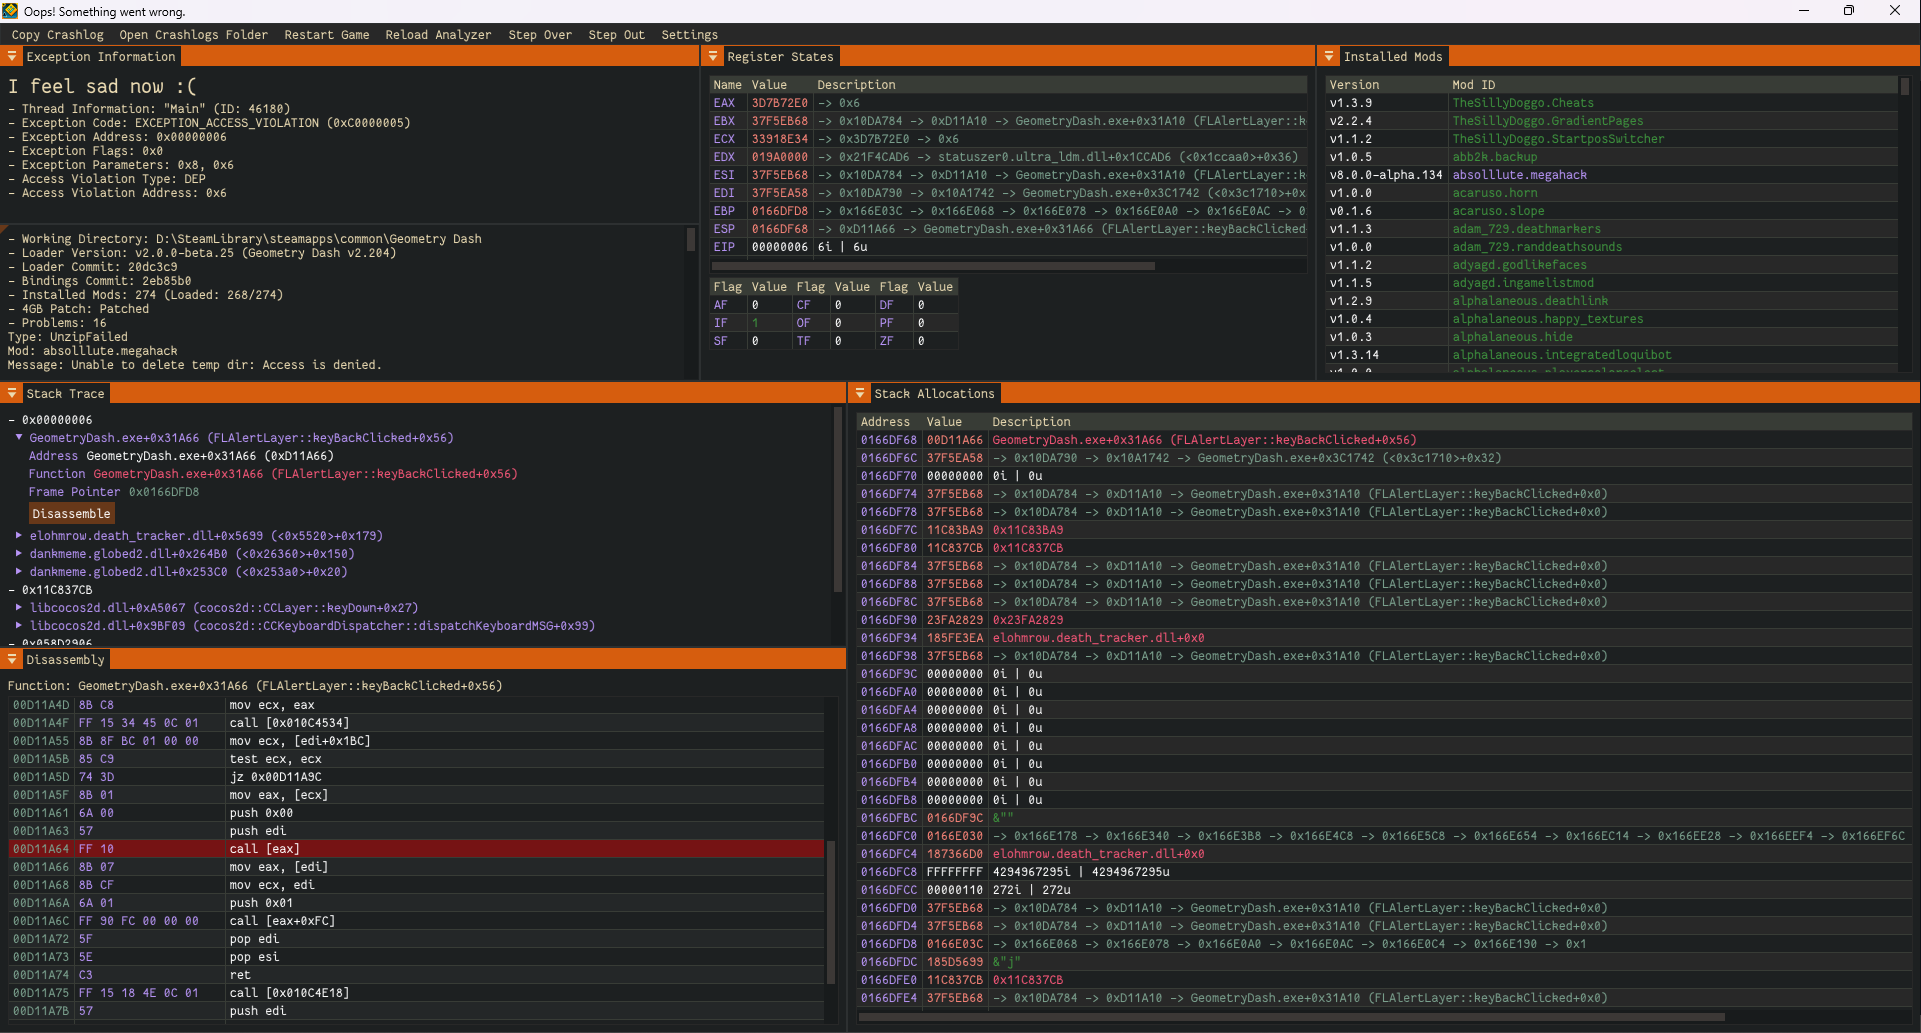 Oops! Something went wrong.
Copy Crashlog Open Crashlogs Folder Restart Game Reload Analyzer Step Over Step Out Settings
Exception Information
I feel sad now :(
- Thread Information: "Main" (ID: 46180)
- Exception Code: EXCEPTION_ACCESS_VIOLATION (0xC0000005)
- Exception Address: 0x00000006
- Exception Flags: 0x0
- Exception Parameters: 0x8, 0x6
- Access Violation Type: DEP
- Access Violation Address: 0x6
- Working Directory: D:\SteamLibrary\steamapps\common\Geometry Dash
- Loader Version: v2.0.0-beta.25 (Geometry Dash v2.204)
- Loader Commit: 20dc3c9
- Bindings Commit: 2eb85b0
- Installed Mods: 274 (Loaded: 268/274)
- 4GB Patch: Patched
- Problems: 16
Type: UnzipFailed
Mod: absolllute.megahack
Message: Unable to delete temp dir: Access is denied.
Register States
Name Value Description
EAX 3D7B72E0 -> 0x6
EBX 37F5EB68 -> 0x10DA784 -> 0xD11A10 -> GeometryDash.exe+0x31A10 (FLAlertLayer::k
ECX 33918E34 -> 0x3D7B72E0 -> 0x6
EDX 019A0000 -> 0x21F4CAD6 -> statuszer0.ultra_ldm.dll+0x1CCAD6 (<0x1ccaa0>+0x36)
ESI 37F5EB68 -> 0x10DA784 -> 0xD11A10 -> GeometryDash.exe+0x31A10 (FLAlertLayer::k
EDI 37F5EA58 -> 0x10DA790 -> 0x10A1742 -> GeometryDash.exe+0x3C1742 (<0x3c1710>+0x
EBP 0166DFD8 -> 0x166E03C -> 0x166E068 -> 0x166E078 -> 0x166E0A0 -> 0x166E0AC -> 0
ESP 0166DF68 -> 0xD11A66 -> GeometryDash.exe+0x31A66 (FLAlertLayer::keyBackClicked
EIP 00000006 6i | 6u
Flag Value Flag Value Flag Value
AF 0 CF 0 DF 0
IF 1 OF 0 PF 0
SF 0 TF 0 ZF 0
Installed Mods
Version Mod ID
v1.3.9 TheSillyDoggo.Cheats
v2.2.4 TheSillyDoggo.GradientPages
v1.1.2 TheSillyDoggo.StartposSwitcher
v1.0.5 abb2k.backup
v8.0.0-alpha.134 absolllute.megahack
v1.0.0 acaruso.horn
v0.1.6 acaruso.slope
v1.1.3 adam_729.deathmarkers
v1.0.0 adam_729.randdeathsounds
v1.1.2 adyagd.godlikefaces
v1.1.5 adyagd.ingamelistmod
v1.2.9 alphalaneous.deathlink
v1.0.4 alphalaneous.happy_textures
v1.0.3 alphalaneous.hide
v1.3.14 alphalaneous.integratedloquibot
Stack Trace
- 0x00000006
GeometryDash.exe+0x31A66 (FLAlertLayer::keyBackClicked+0x56)
Address GeometryDash.exe+0x31A66 (0xD11A66)
Function GeometryDash.exe+0x31A66 (FLAlertLayer::keyBackClicked+0x56)
Frame Pointer 0x0166DFD8
Disassemble
elohmrow.death_tracker.dll+0x5699 (<0x5520>+0x179)
dankmeme.globed2.dll+0x264B0 (<0x26360>+0x150)
dankmeme.globed2.dll+0x253C0 (<0x253a0>+0x20)
- 0x11C837CB
libcocos2d.dll+0xA5067 (cocos2d::CCLayer::keyDown+0x27)
libcocos2d.dll+0x9BF09 (cocos2d::CCKeyboardDispatcher::dispatchKeyboardMSG+0x99)
- 0x058D2906
Disassembly
Function: GeometryDash.exe+0x31A66 (FLAlertLayer::keyBackClicked+0x56)
00D11A4D 8B C8 mov ecx, eax
00D11A4F FF 15 34 45 0C 01 call [0x010C4534]
00D11A55 8B 8F BC 01 00 00 mov ecx, [edi+0x1BC]
00D11A5B 85 C9 test ecx, ecx
00D11A5D 74 3D jz 0x00D11A9C
00D11A5F 8B 01 mov eax, [ecx]
00D11A61 6A 00 push 0x00
00D11A63 57 push edi
00D11A64 FF 10 call [eax]
00D11A66 8B 07 mov eax, [edi]
00D11A68 8B CF mov ecx, edi
00D11A6A 6A 01 push 0x01
00D11A6C FF 90 FC 00 00 00 call [eax+0xFC]
00D11A72 5F pop edi
00D11A73 5E pop esi
00D11A74 C3 ret
00D11A75 FF 15 18 4E 0C 01 call [0x010C4E18]
00D11A7B 57 push edi
Stack Allocations
Address Value Description
0166DF68 00D11A66 GeometryDash.exe+0x31A66 (FLAlertLayer::keyBackClicked+0x56)
0166DF6C 37F5EA58 -> 0x10DA790 -> 0x10A1742 -> GeometryDash.exe+0x3C1742 (<0x3c1710>+0x32)
0166DF70 00000000 0i | 0u
0166DF74 37F5EB68 -> 0x10DA784 -> 0xD11A10 -> GeometryDash.exe+0x31A10 (FLAlertLayer::keyBackClicked+0x0)
0166DF78 37F5EB68 -> 0x10DA784 -> 0xD11A10 -> GeometryDash.exe+0x31A10 (FLAlertLayer::keyBackClicked+0x0)
0166DF7C 11C83BA9 0x11C83BA9
0166DF80 11C837CB 0x11C837CB
0166DF84 37F5EB68 -> 0x10DA784 -> 0xD11A10 -> GeometryDash.exe+0x31A10 (FLAlertLayer::keyBackClicked+0x0)
0166DF88 37F5EB68 -> 0x10DA784 -> 0xD11A10 -> GeometryDash.exe+0x31A10 (FLAlertLayer::keyBackClicked+0x0)
0166DF8C 37F5EB68 -> 0x10DA784 -> 0xD11A10 -> GeometryDash.exe+0x31A10 (FLAlertLayer::keyBackClicked+0x0)
0166DF90 23FA2829 0x23FA2829
0166DF94 185FE3EA elohmrow.death_tracker.dll+0x0
0166DF98 37F5EB68 -> 0x10DA784 -> 0xD11A10 -> GeometryDash.exe+0x31A10 (FLAlertLayer::keyBackClicked+0x0)
0166DF9C 00000000 0i | 0u
0166DFA0 00000000 0i | 0u
0166DFA4 00000000 0i | 0u
0166DFA8 00000000 0i | 0u
0166DFAC 00000000 0i | 0u
0166DFB0 00000000 0i | 0u
0166DFB4 00000000 0i | 0u
0166DFB8 00000000 0i | 0u
0166DFBC 0166DF9C &""
0166DFC0 0166E030 -> 0x166E178 -> 0x166E340 -> 0x166E3B8 -> 0x166E4C8 -> 0x166E5C8 -> 0x166E654 -> 0x166EC14 -> 0x166EE28 -> 0x166EEF4 -> 0x166EF6C
0166DFC4 187366D0 elohmrow.death_tracker.dll+0x0
0166DFC8 FFFFFFFF 4294967295i | 4294967295u
0166DFCC 00000110 272i | 272u
0166DFD0 37F5EB68 -> 0x10DA784 -> 0xD11A10 -> GeometryDash.exe+0x31A10 (FLAlertLayer::keyBackClicked+0x0)
0166DFD4 37F5EB68 -> 0x10DA784 -> 0xD11A10 -> GeometryDash.exe+0x31A10 (FLAlertLayer::keyBackClicked+0x0)
0166DFD8 0166E03C -> 0x166E068 -> 0x166E078 -> 0x166E0A0 -> 0x166E0AC -> 0x166E0C4 -> 0x166E190 -> 0x1
0166DFDC 185D5699 &"j"
0166DFE0 11C837CB 0x11C837CB
0166DFE4 37F5EB68 -> 0x10DA784 -> 0xD11A10 -> GeometryDash.exe+0x31A10 (FLAlertLayer::keyBackClicked+0x0)